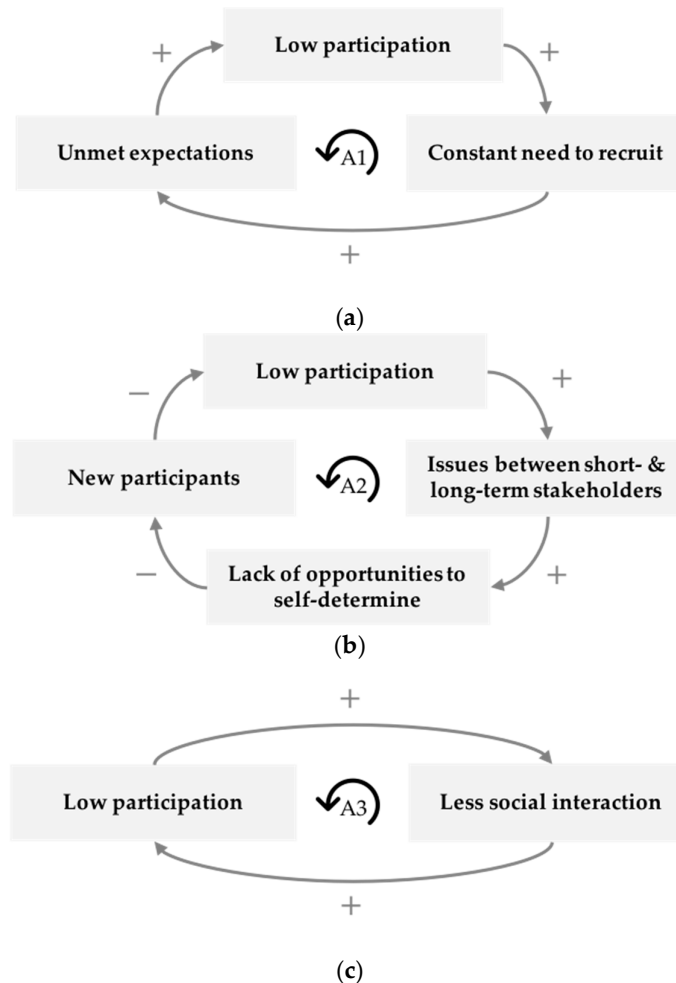 +
Low participation
+
Unmet expectations
A1
Constant need to recruit
+
(a)
Low participation
−
+
New participants
A2
Issues between short- &
long-term stakeholders
−
Lack of opportunities to
self-determine
+
(b)
+
Low participation
A3
Less social interaction
+
(c)